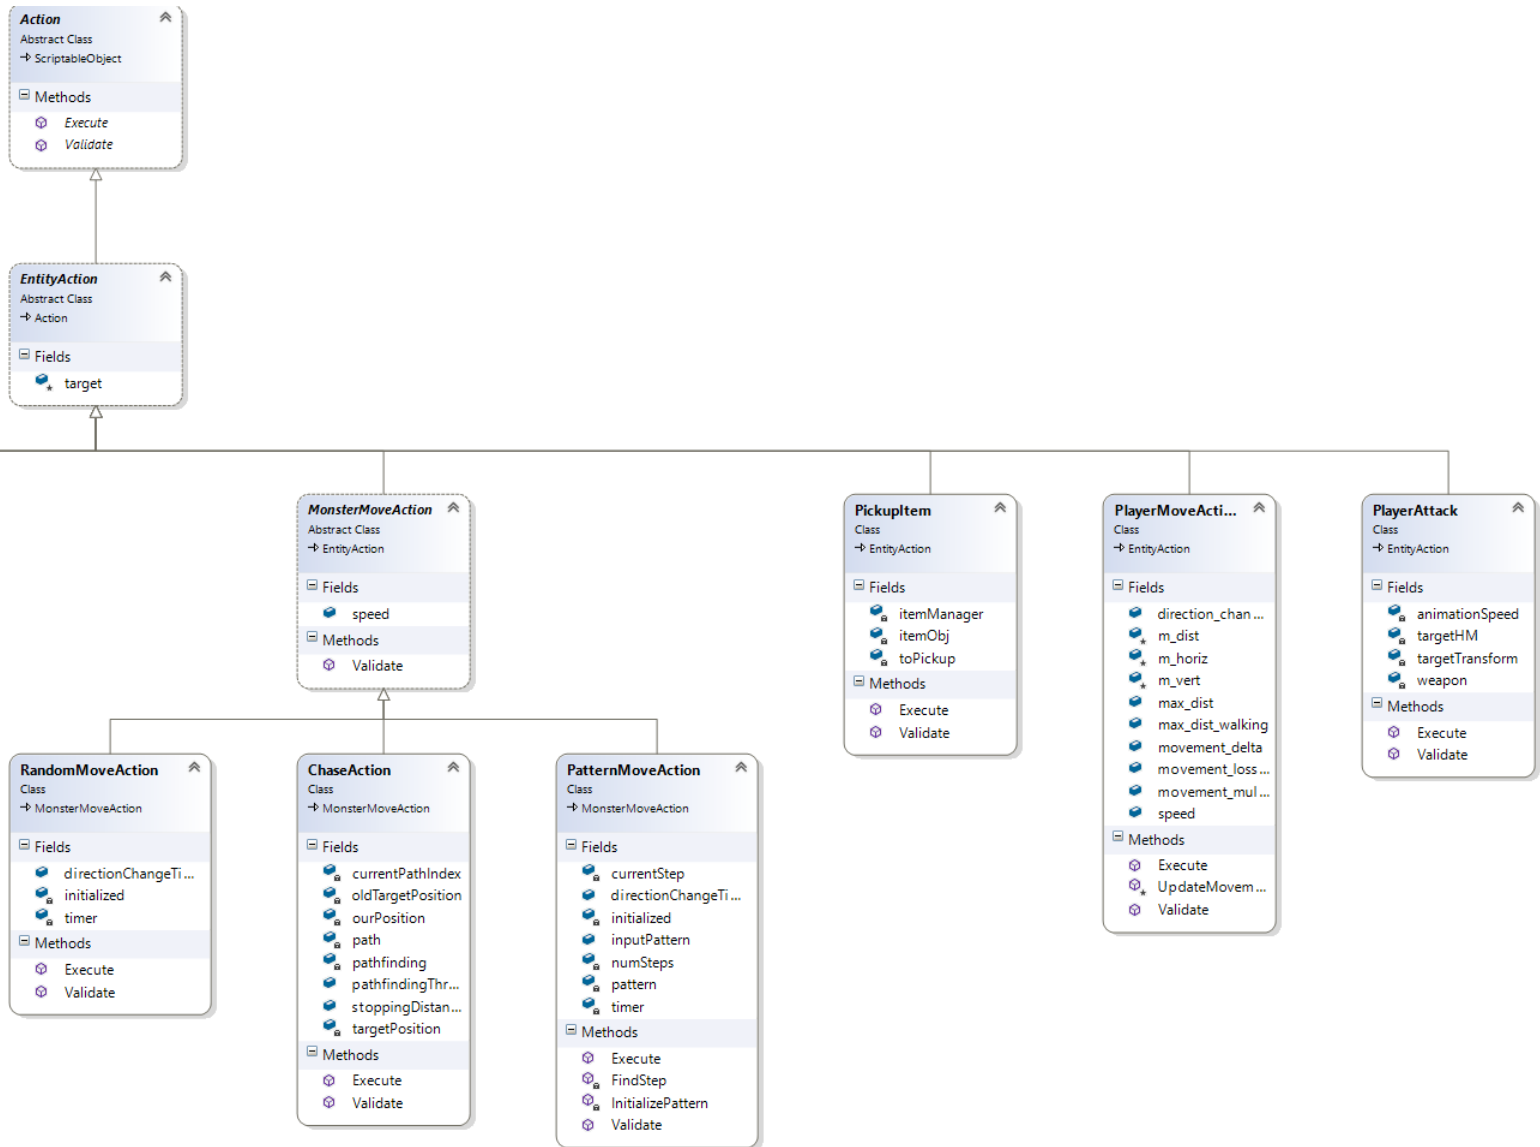 Action
Abstract Class
ScriptableObject
Methods
Execute
Validate
EntityAction
Abstract Class
Action
Fields
target
MonsterMoveAction
Abstract Class
EntityAction
Fields
speed
Methods
Validate
PickupItem
Class
EntityAction
Fields
itemManager
itemObj
toPickup
Methods
Execute
Validate
PlayerMoveActi...
Class
EntityAction
Fields
direction_chan...
m_dist
m_horiz
m_vert
max_dist
max_dist_walking
movement_delta
movement_loss...
movement_mul...
speed
Methods
Execute
UpdateMovem...
Validate
PlayerAttack
Class
EntityAction
Fields
animationSpeed
targetHM
targetTransform
weapon
Methods
Execute
Validate
RandomMoveAction
Class
MonsterMoveAction
Fields
directionChangeTi...
initialized
timer
Methods
Execute
Validate
ChaseAction
Class
MonsterMoveAction
Fields
currentPathIndex
oldTargetPosition
ourPosition
path
pathfinding
pathfindingThr...
stoppingDistan...
targetPosition
Methods
Execute
Validate
PatternMoveAction
Class
MonsterMoveAction
Fields
currentStep
directionChangeTi...
initialized
inputPattern
numSteps
pattern
timer
Methods
Execute
FindStep
InitializePattern
Validate